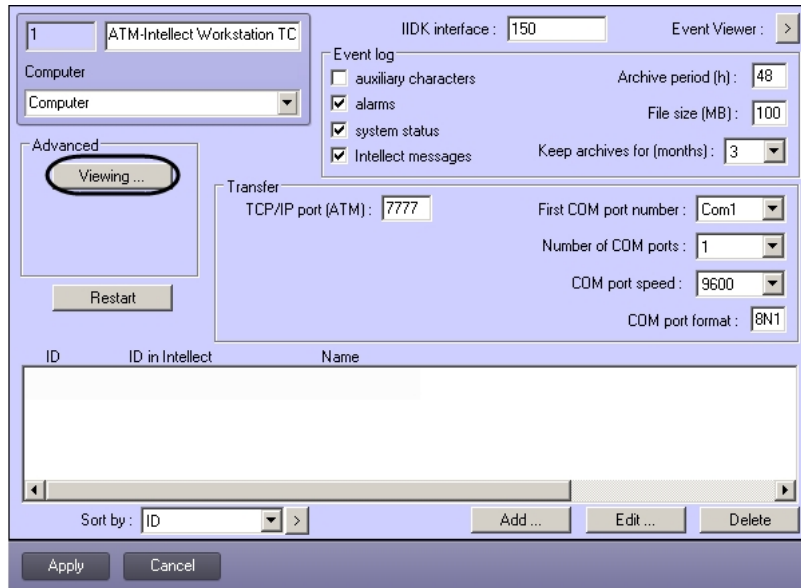 1 ATM-Intellect Workstation TC
IIDK interface : 150
Event Viewer : >
Computer
Computer
Event log
auxiliary characters
alarms
system status
Intellect messages
Archive period (h) : 48
File size (MB) : 100
Keep archives for (months) : 3
Advanced
Viewing ...
Restart
Transfer
TCP/IP port (ATM) : 7777
First COM port number : Com1
Number of COM ports : 1
COM port speed : 9600
COM port format : 8N1
ID ID in Intellect Name
Sort by : ID >
Add ... Edit ... Delete
Apply Cancel